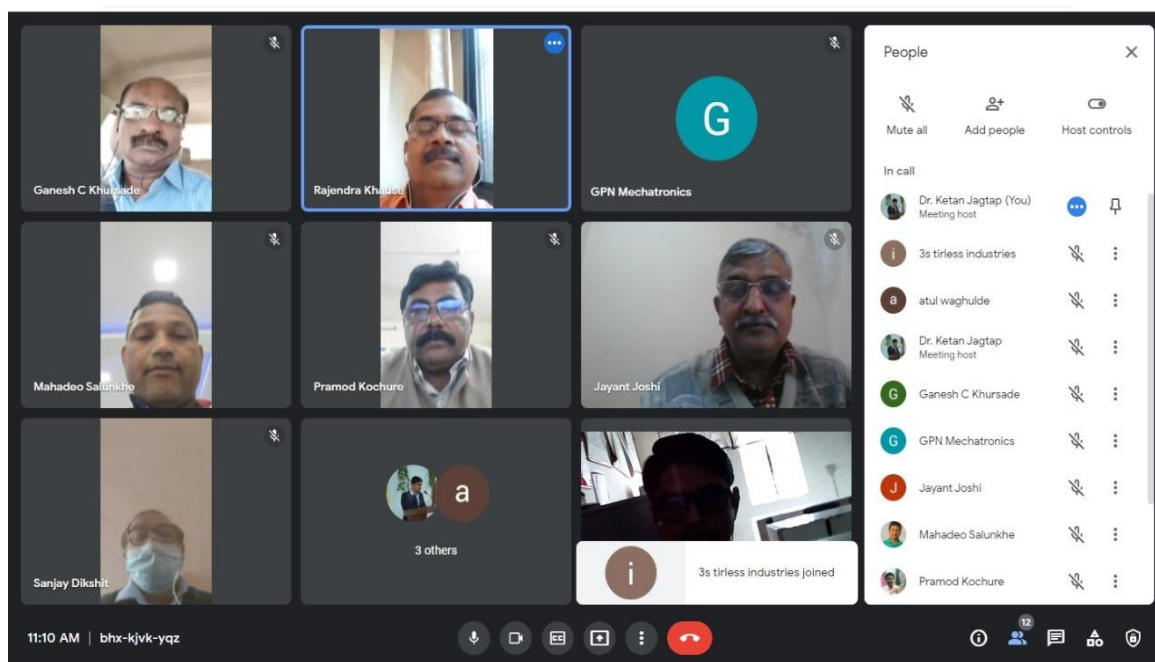 Ganesh C Khursade
Rajendra Khadse
G
GPN Mechatronics
Mahadeo Salunkhe
Pramod Kochure
Jayant Joshi
Sanjay Dikshit
a
3 others
i
3s tirless industries joined
People
Mute all
Add people
Host controls
In call
Dr. Ketan Jagtap (You)
Meeting host
i
3s tirless industries
a
atul waghulde
Dr. Ketan Jagtap
Meeting host
G
Ganesh C Khursade
G
GPN Mechatronics
J
Jayant Joshi
Mahadeo Salunkhe
Pramod Kochure
11:10 AM | bhx-kjvk-yqz
CC
12